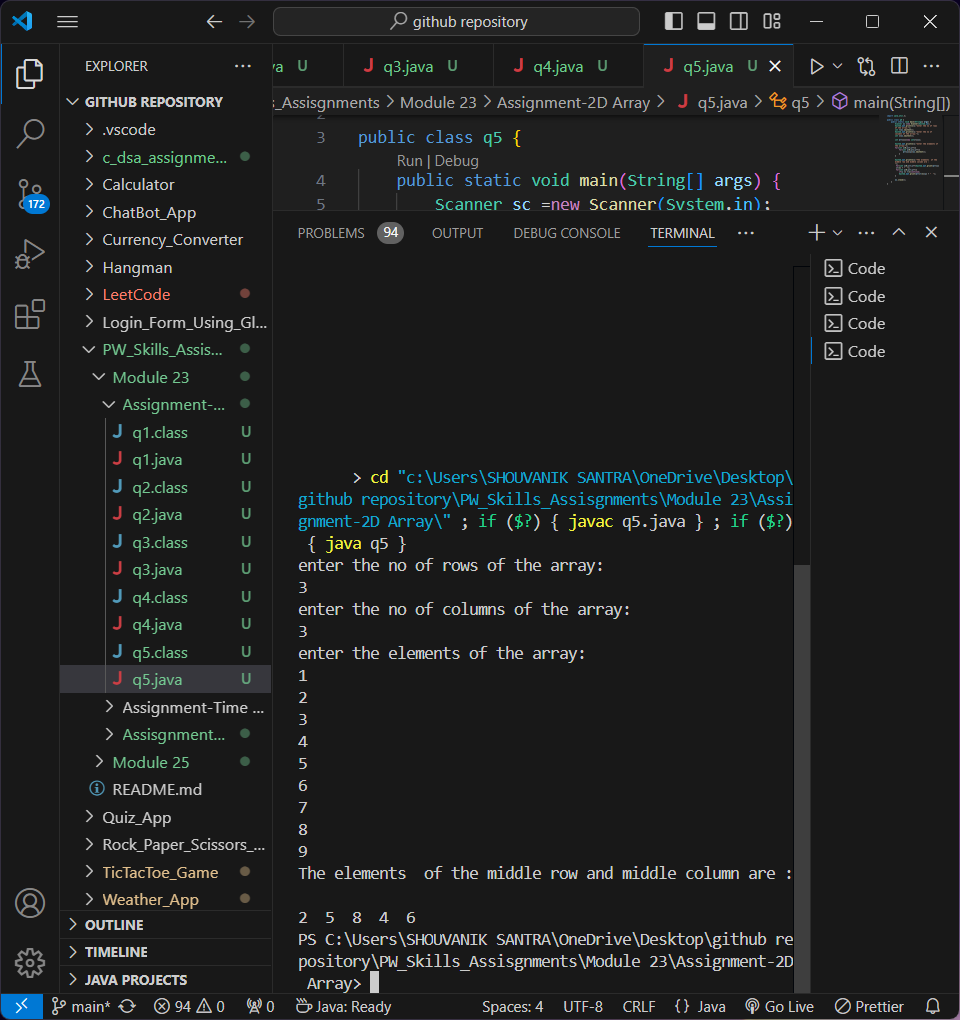 github repository
EXPLORER
GITHUB REPOSITORY
.vscode
c_dsa_assignme...
Calculator
ChatBot_App
Currency_Converter
Hangman
LeetCode
Login_Form_Using_Gl...
PW_Skills_Assis...
Module 23
Assignment-...
q1.class U
q1.java U
q2.class U
q2.java U
q3.class U
q3.java U
q4.class U
q4.java U
q5.class U
q5.java U
Assignment-Time ...
Assisgnment...
Module 25
README.md
Quiz_App
Rock_Paper_Scissors_...
TicTacToe_Game
Weather_App
OUTLINE
TIMELINE
JAVA PROJECTS
172
va U
q3.java U
q4.java U
q5.java U
s_Assisgnments > Module 23 > Assignment-2D Array > q5.java > q5 > main(String[])
2
3 public class q5 {
Run | Debug
4 public static void main(String[] args) {
5 Scanner sc =new Scanner(System.in);
PROBLEMS 94 OUTPUT DEBUG CONSOLE TERMINAL
Code
Code
Code
Code
> cd "c:\Users\SHOUVANIK SANTRA\OneDrive\Desktop\
github repository\PW_Skills_Assisgnments\Module 23\Assi
gnment-2D Array\" ; if ($?) { javac q5.java } ; if ($?)
{ java q5 }
enter the no of rows of the array:
3
enter the no of columns of the array:
3
enter the elements of the array:
1
2
3
4
5
6
7
8
9
The elements  of the middle row and middle column are :
2 5 8 4 6
PS C:\Users\SHOUVANIK SANTRA\OneDrive\Desktop\github re
pository\PW_Skills_Assisgnments\Module 23\Assignment-2D
Array>
main* 94 0 0 Java: Ready Spaces: 4 UTF-8 CRLF {} Java Go Live Prettier